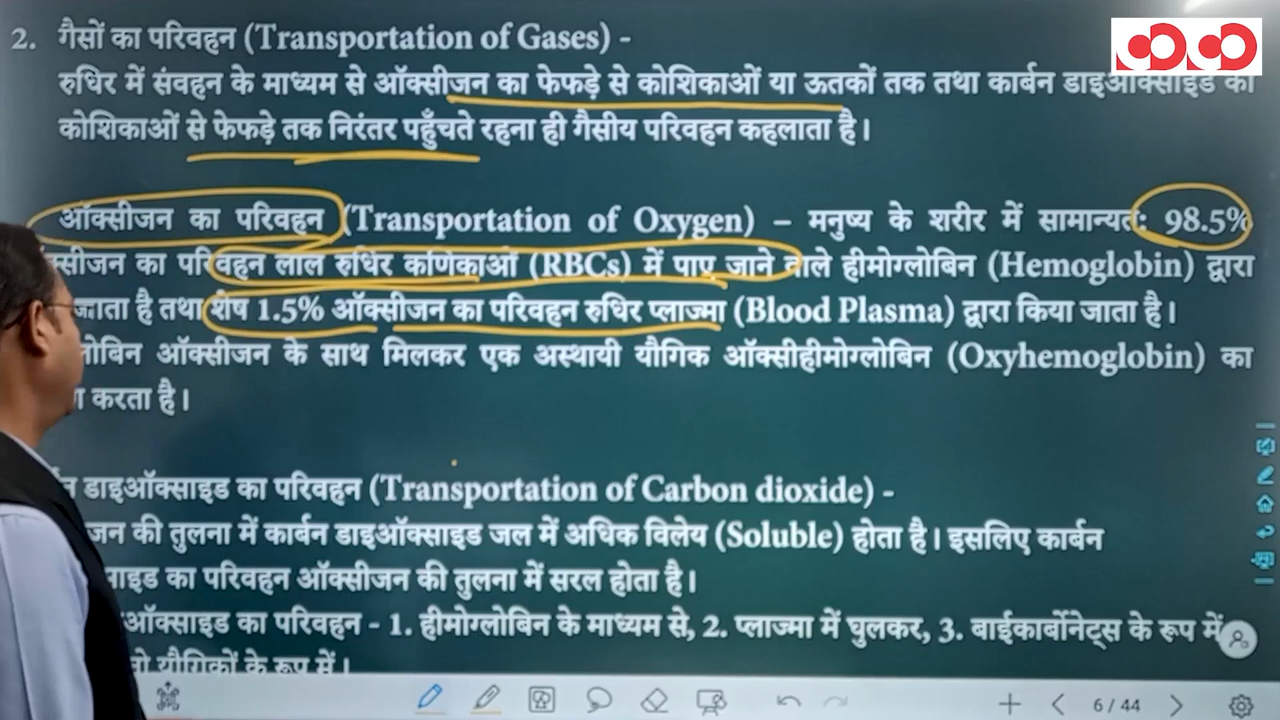 2. गैसों का परिवहन (Transportation of Gases) -
रुधिर में संवहन के माध्यम से ऑक्सीजन का फेफड़े से कोशिकाओं या ऊतकों तक तथा कार्बन डाइऑक्साइड का
कोशिकाओं से फेफड़े तक निरंतर पहुँचते रहना ही गैसीय परिवहन कहलाता है।
ऑक्सीजन का परिवहन (Transportation of Oxygen) – मनुष्य के शरीर में सामान्यत: 98.5%
क्सीजन का परिवहन लाल रुधिर कणिकाओं (RBCs) में पाए जाने वाले हीमोग्लोबिन (Hemoglobin) द्वारा
जाता है तथा शेष 1.5% ऑक्सीजन का परिवहन रुधिर प्लाज्मा (Blood Plasma) द्वारा किया जाता है।
लोबिन ऑक्सीजन के साथ मिलकर एक अस्थायी यौगिक ऑक्सीहीमोग्लोबिन (Oxyhemoglobin) का
करता है।
डाइऑक्साइड का परिवहन (Transportation of Carbon dioxide) -
जन की तुलना में कार्बन डाइऑक्साइड जल में अधिक विलेय (Soluble) होता है। इसलिए कार्बन
साइड का परिवहन ऑक्सीजन की तुलना में सरल होता है।
ऑक्साइड का परिवहन - 1. हीमोग्लोबिन के माध्यम से, 2. प्लाज्मा में घुलकर, 3. बाईकार्बोनेट्स के रूप में
यौगिकों के रूप में।
6 / 44